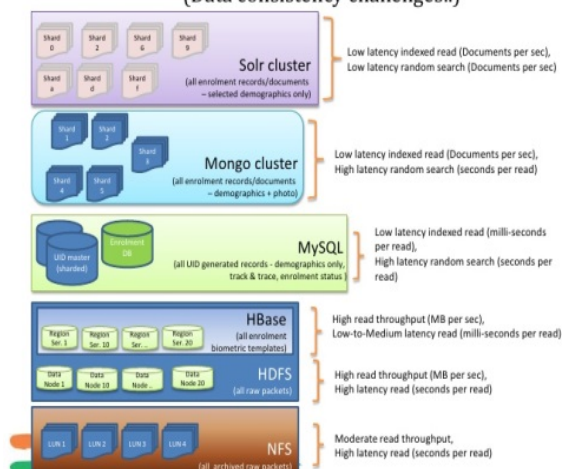 (Data consistency challenges..)
Shard
0
Shard
2
Shard
6
Shard
9
Shard
a
Shard
d
Shard
f
Solr cluster
(all enrolment records/documents
– selected demographics only)
Low latency indexed read (Documents per sec),
Low latency random search (Documents per sec)
Shard
1
Shard
2
Shard
3
Shard
4
Shard
5
Mongo cluster
(all enrolment records/documents
– demographics + photo)
Low latency indexed read (Documents per sec),
High latency random search (seconds per read)
UID master
(sharded)
Enrolment
DB
MySQL
(all UID generated records - demographics only,
track & trace, enrolment status )
Low latency indexed read (milli-seconds
per read),
High latency random search (seconds per
read)
HBase
(all enrolment
biometric templates)
Region
Ser. 1
Region
Ser. 10
Region
Ser. ..
Region
Ser. 20
High read throughput (MB per sec),
Low-to-Medium latency read (milli-seconds per read)
HDFS
(all raw packets)
Data
Node 1
Data
Node 10
Data
Node ..
Data
Node 20
High read throughput (MB per sec),
High latency read (seconds per read)
NFS
(all archived raw packets)
LUN 1
LUN 2
LUN 3
LUN 4
Moderate read throughput,
High latency read (seconds per read)